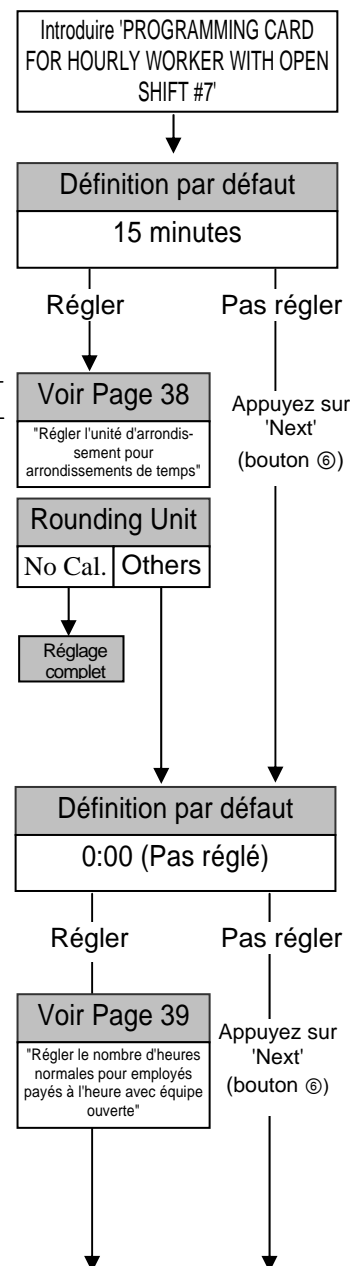 Introduire 'PROGRAMMING CARD
FOR HOURLY WORKER WITH OPEN
SHIFT #7'
Définition par défaut
15 minutes
Régler
Pas régler
Voir Page 38
"Régler l'unité d'arrondis-
sement pour
arrondissements de temps"
Appuyez sur
'Next'
(bouton ⑥)
Rounding Unit
No Cal.
Others
Réglage
complet
Définition par défaut
0:00 (Pas réglé)
Régler
Pas régler
Voir Page 39
"Régler le nombre d'heures
normales pour employés
payés à l'heure avec équipe
ouverte"
Appuyez sur
'Next'
(bouton ⑥)